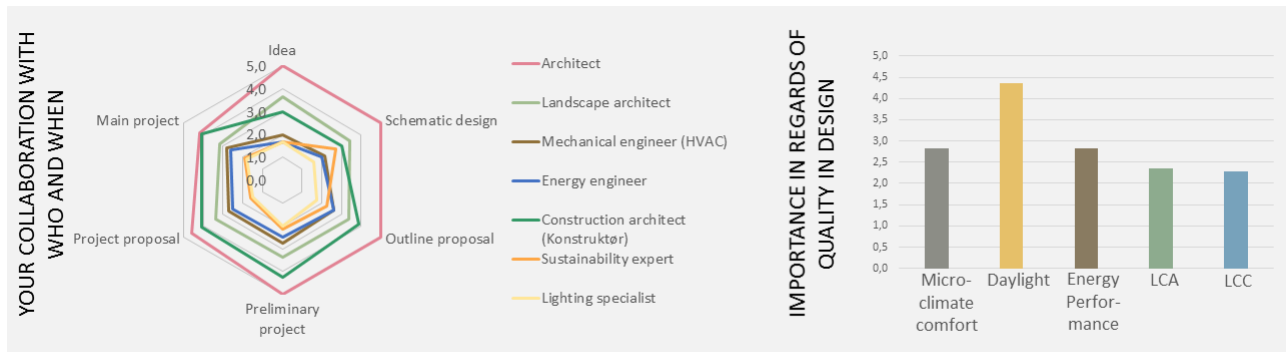 YOUR COLLABORATION WITH
WHO AND WHEN
Idea
5,0
4,0
3,0
2,0
1,0
0,0
Main project
Schematic design
Project proposal
Outline proposal
Preliminary
project
Architect
Landscape architect
Mechanical engineer (HVAC)
Energy engineer
Construction architect
(Konstruktør)
Sustainability expert
Lighting specialist
IMPORTANCE IN REGARDS OF
QUALITY IN DESIGN
5,0
4,5
4,0
3,5
3,0
2,5
2,0
1,5
1,0
0,5
0,0
Micro-
climate
comfort
Daylight
Energy
Perfor-
mance
LCA
LCC